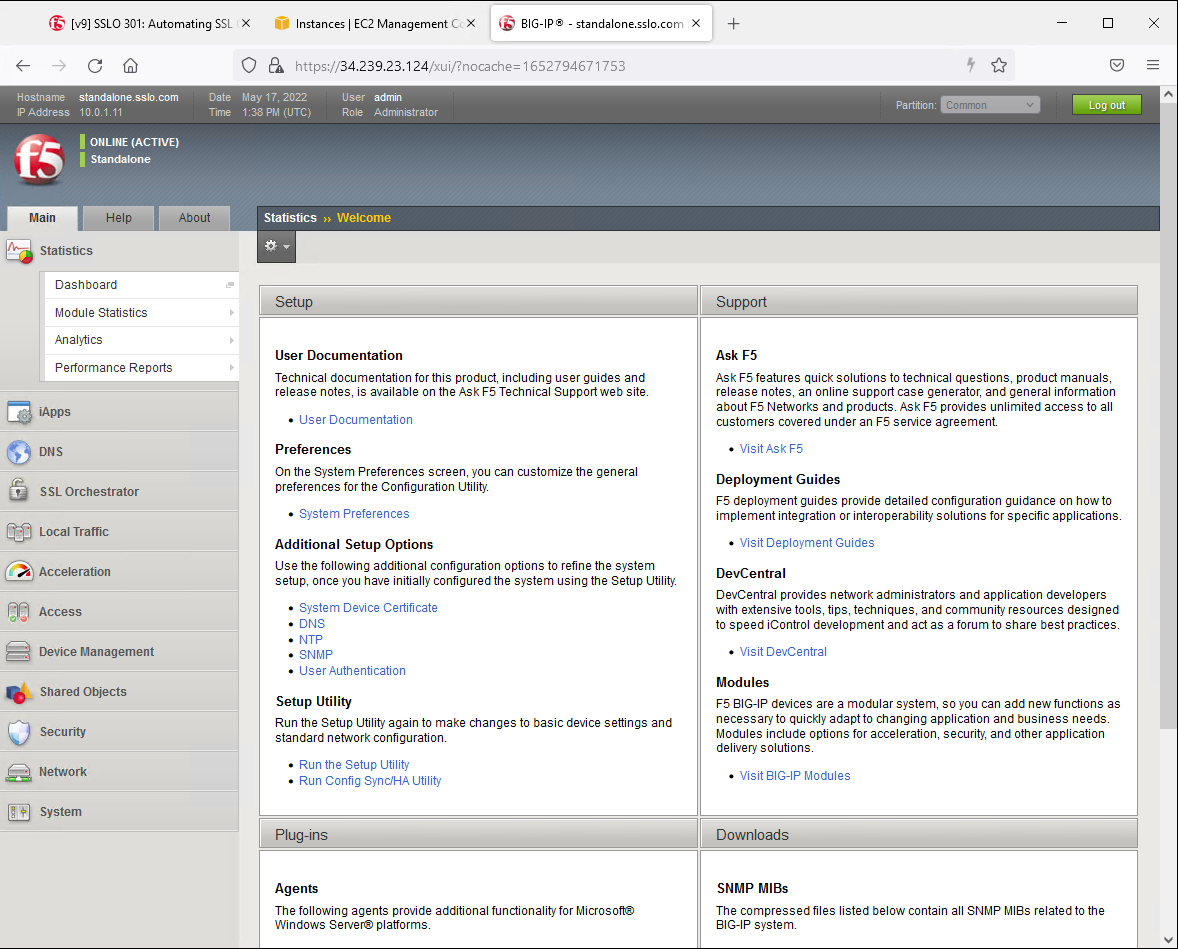 [v9] SSLO 301: Automating SSL
Instances | EC2 Management Co
BIG-IP® - standalone.sslo.com
https://34.239.23.124/xui/?nocache=1652794671753
Hostname standalone.sslo.com
IP Address 10.0.1.11
Date May 17, 2022
Time 1:38 PM (UTC)
User admin
Role Administrator
Partition: Common
Log out
f5
ONLINE (ACTIVE)
Standalone
Main
Help
About
Statistics ›› Welcome
Statistics
Dashboard
Module Statistics
Analytics
Performance Reports
iApps
DNS
SSL Orchestrator
Local Traffic
Acceleration
Access
Device Management
Shared Objects
Security
Network
System
Setup
User Documentation
Technical documentation for this product, including user guides and
release notes, is available on the Ask F5 Technical Support web site.
• User Documentation
Preferences
On the System Preferences screen, you can customize the general
preferences for the Configuration Utility.
• System Preferences
Additional Setup Options
Use the following additional configuration options to refine the system
setup, once you have initially configured the system using the Setup Utility.
• System Device Certificate
• DNS
• NTP
• SNMP
• User Authentication
Setup Utility
Run the Setup Utility again to make changes to basic device settings and
standard network configuration.
• Run the Setup Utility
• Run Config Sync/HA Utility
Support
Ask F5
Ask F5 features quick solutions to technical questions, product manuals,
release notes, an online support case generator, and general information
about F5 Networks and products. Ask F5 provides unlimited access to all
customers covered under an F5 service agreement.
• Visit Ask F5
Deployment Guides
F5 deployment guides provide detailed configuration guidance on how to
implement integration or interoperability solutions for specific applications.
• Visit Deployment Guides
DevCentral
DevCentral provides network administrators and application developers
with extensive tools, tips, techniques, and community resources designed
to speed iControl development and act as a forum to share best practices.
• Visit DevCentral
Modules
F5 BIG-IP devices are a modular system, so you can add new functions as
necessary to quickly adapt to changing application and business needs.
Modules include options for acceleration, security, and other application
delivery solutions.
• Visit BIG-IP Modules
Plug-ins
Agents
The following agents provide additional functionality for Microsoft®
Windows Server® platforms.
Downloads
SNMP MIBs
The compressed files listed below contain all SNMP MIBs related to the
BIG-IP system.